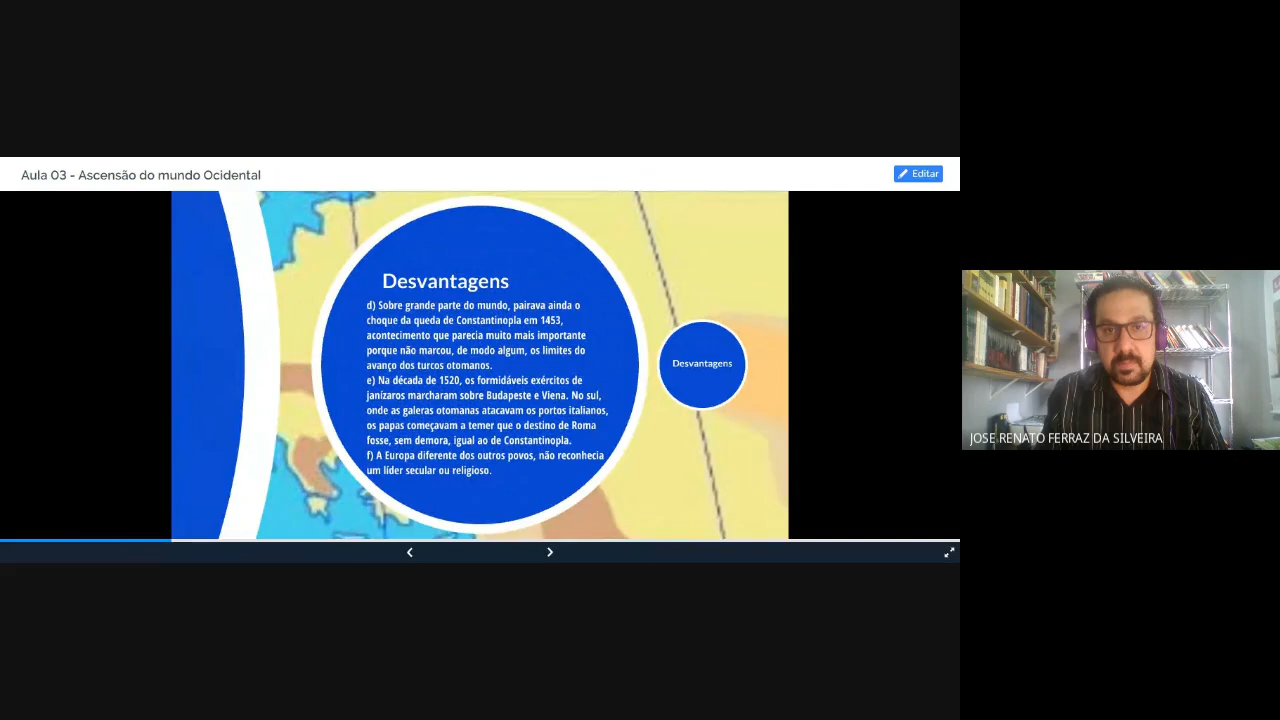 Aula 03 - Ascensão do mundo Ocidental
Editar
Desvantagens
d) Sobre grande parte do mundo, pairava ainda o
choque da queda de Constantinopla em 1453,
acontecimento que parecia muito mais importante
porque não marcou, de modo algum, os limites do
avanço dos turcos otomanos.
e) Na década de 1520, os formidáveis exércitos de
janízaros marcharam sobre Budapeste e Viena. No sul,
onde as galeras otomanas atacavam os portos italianos,
os papas começavam a temer que o destino de Roma
fosse, sem demora, igual ao de Constantinopla.
f) A Europa diferente dos outros povos, não reconhecia
um líder secular ou religioso.
Desvantagens
JOSE RENATO FERRAZ DA SILVEIRA